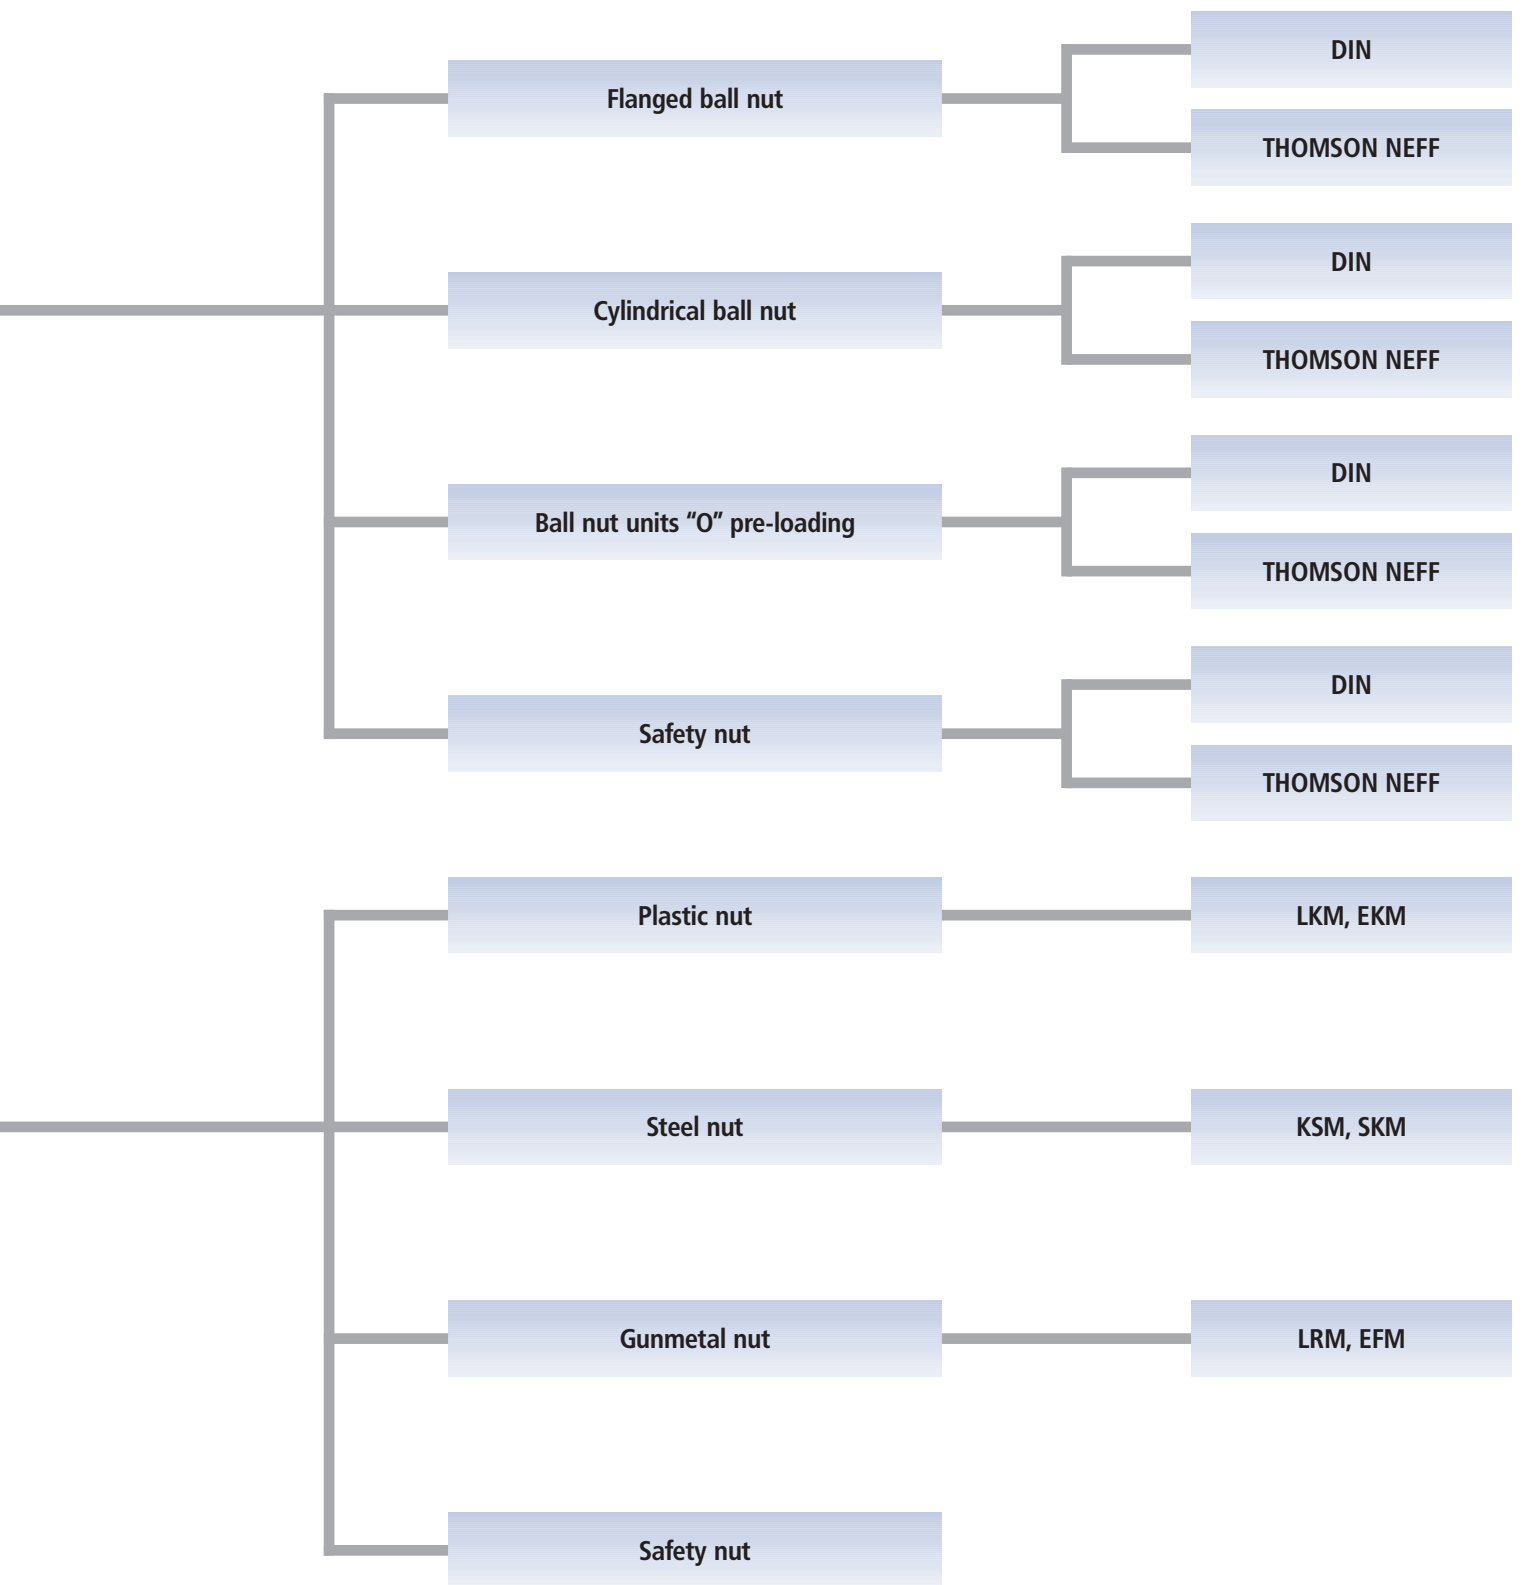 DIN
Flanged ball nut
THOMSON NEFF
DIN
Cylindrical ball nut
THOMSON NEFF
DIN
Ball nut units “O” pre-loading
THOMSON NEFF
DIN
Safety nut
THOMSON NEFF
Plastic nut
LKM, EKM
Steel nut
KSM, SKM
Gunmetal nut
LRM, EFM
Safety nut